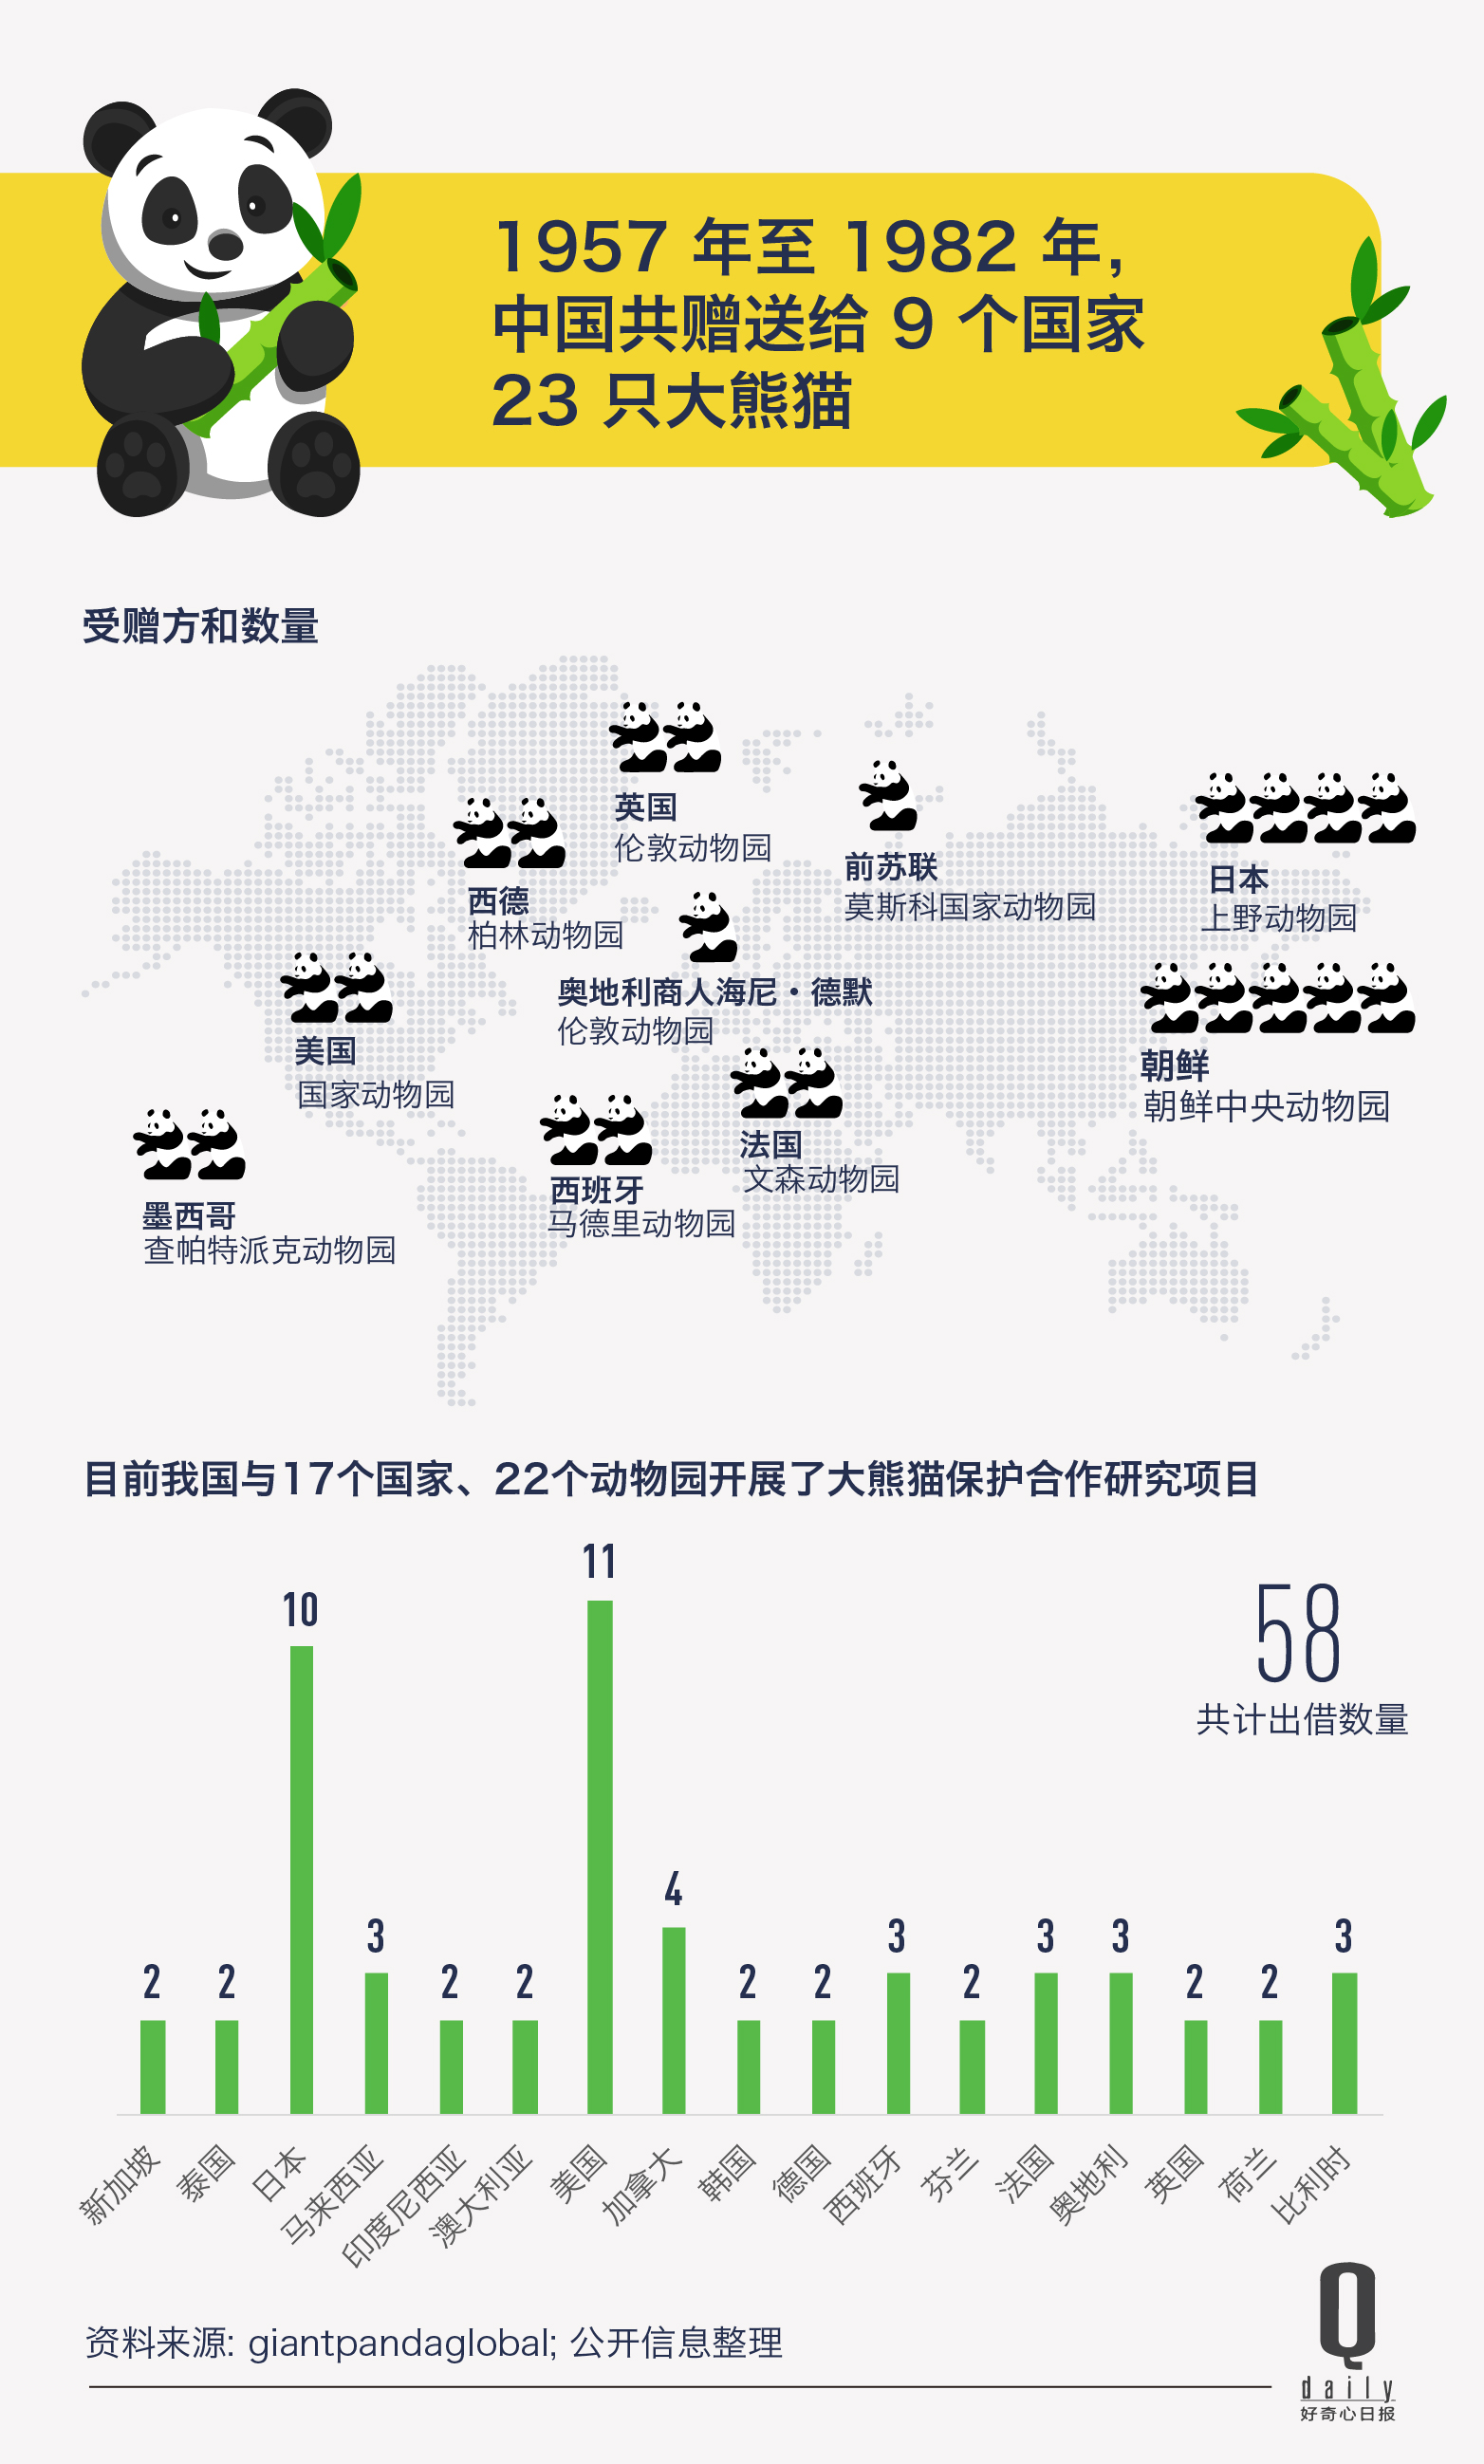 1957 年至 1982 年，
中国共赠送给 9 个国家
23 只大熊猫
受赠方和数量
英国
伦敦动物园
前苏联
莫斯科国家动物园
日本
上野动物园
西德
柏林动物园
奥地利商人海尼·德默
伦敦动物园
美国
国家动物园
朝鲜
朝鲜中央动物园
法国
文森动物园
西班牙
马德里动物园
墨西哥
查帕特派克动物园
目前我国与17个国家、22个动物园开展了大熊猫保护合作研究项目
58
共计出借数量
2
2
10
3
2
2
11
4
2
2
3
2
3
3
2
2
3
新加坡
泰国
日本
马来西亚
印度尼西亚
澳大利亚
美国
加拿大
韩国
德国
西班牙
芬兰
法国
奥地利
英国
荷兰
比利时
资料来源: giantpandaglobal; 公开信息整理
Q
daily
好奇心日报